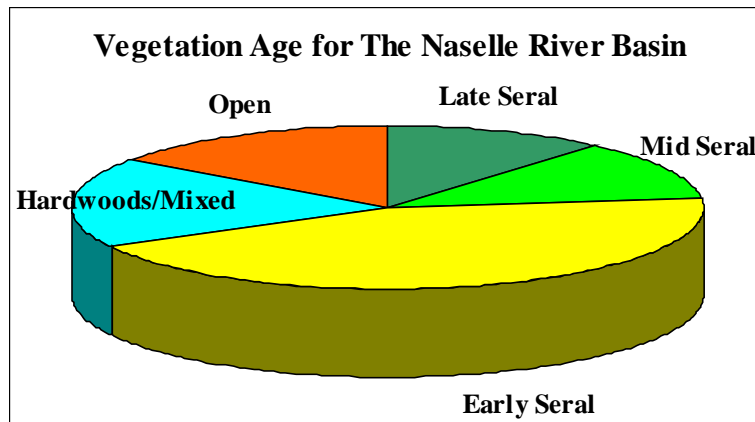 Vegetation Age for The Naselle River Basin
Open
Late Seral
Mid Seral
Hardwoods/Mixed
Early Seral